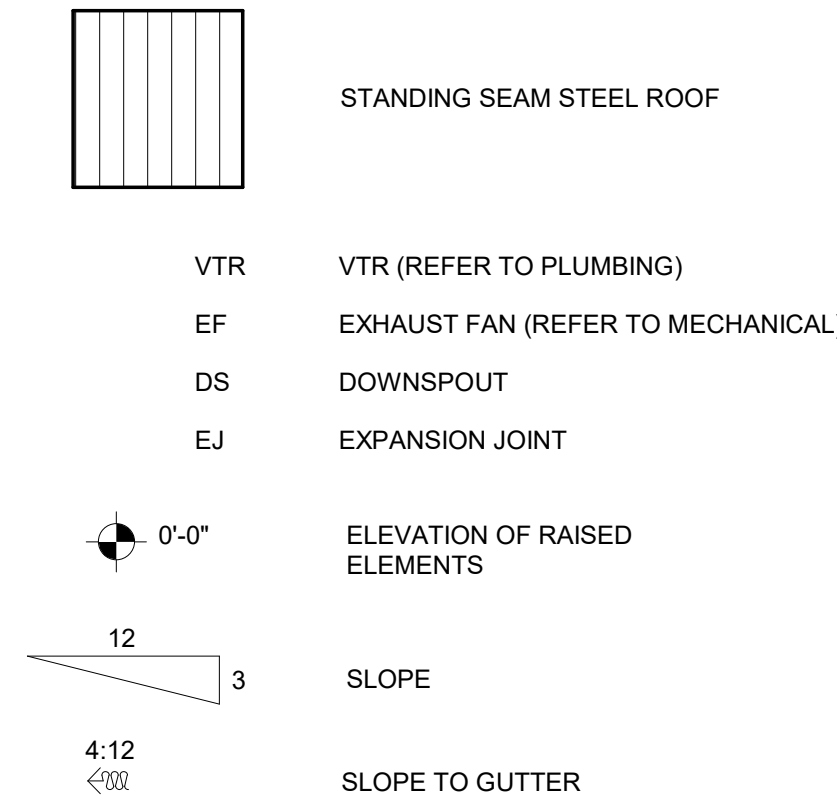 STANDING SEAM STEEL ROOF
VTR VTR (REFER TO PLUMBING)
EF EXHAUST FAN (REFER TO MECHANICAL)
DS DOWNSPOUT
EJ EXPANSION JOINT
0'-0" ELEVATION OF RAISED
ELEMENTS
12
3 SLOPE
4:12
SLOPE TO GUTTER